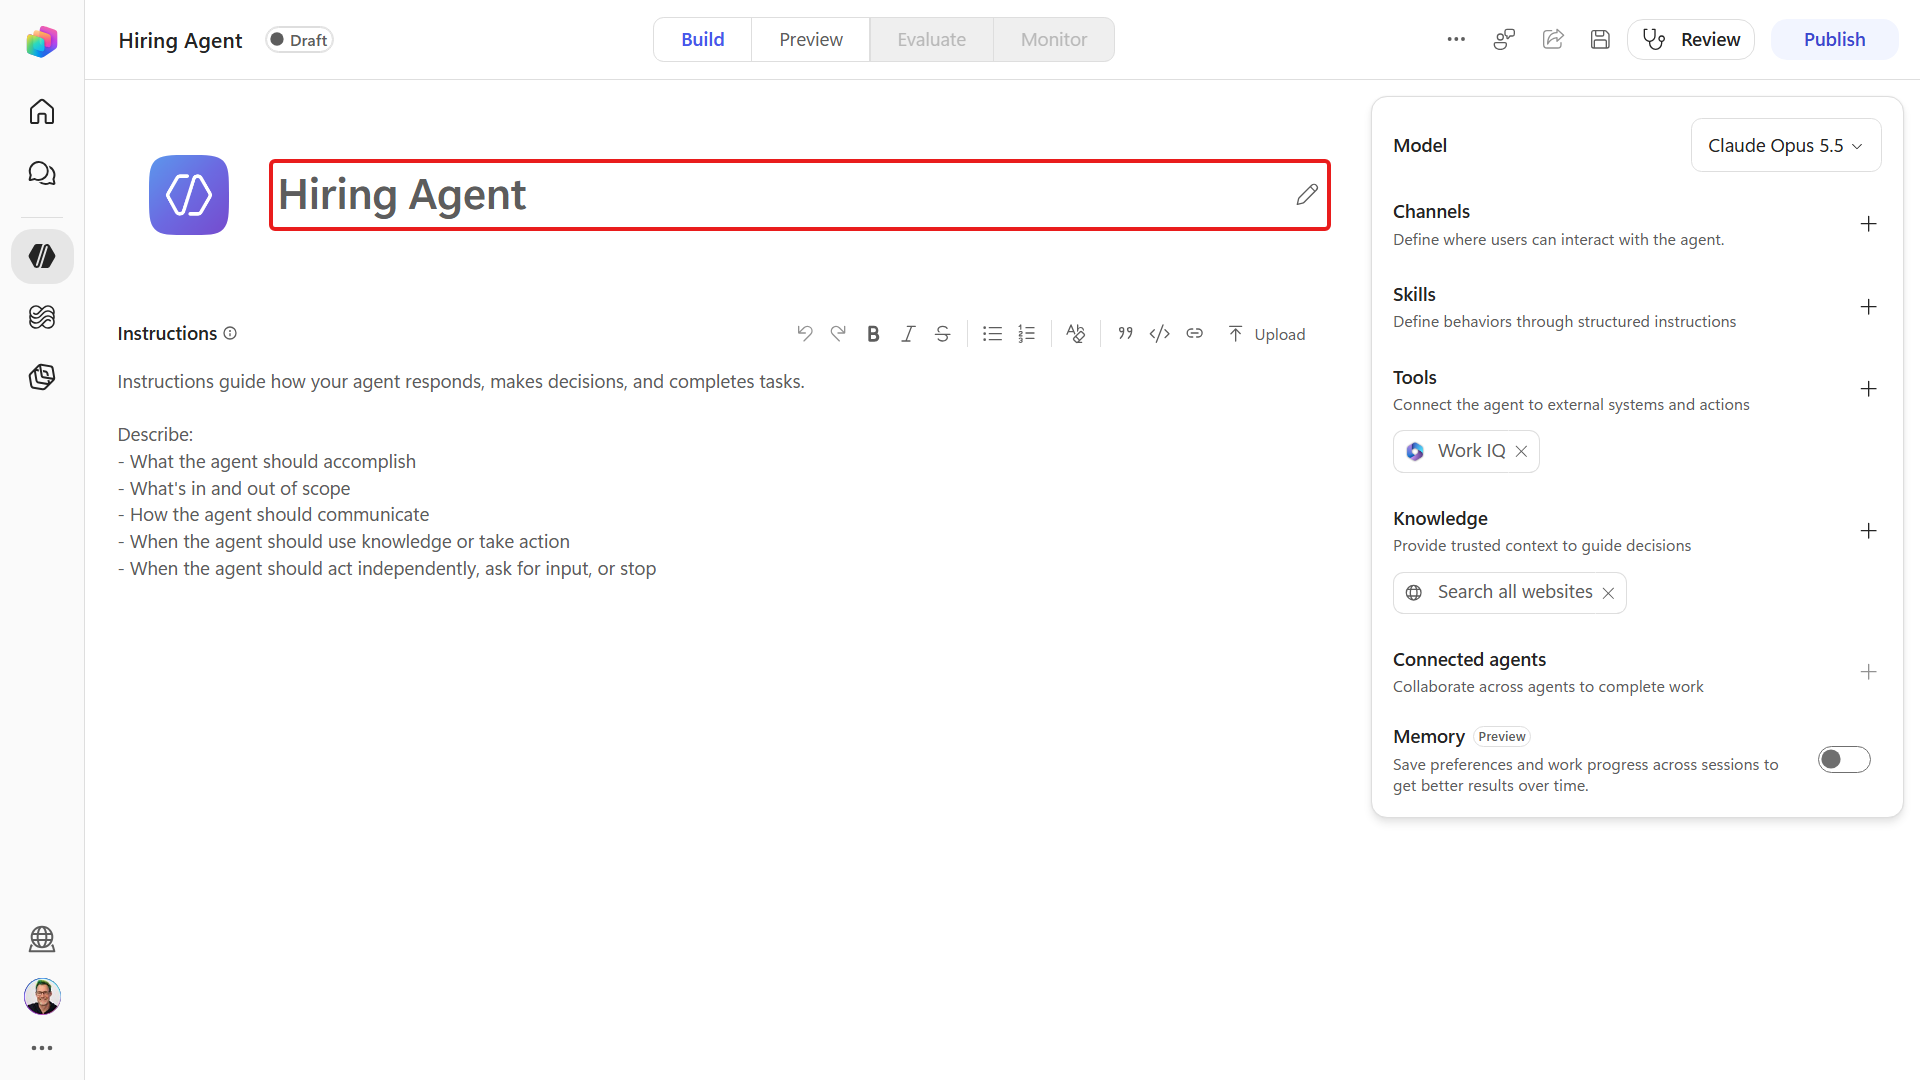 Hiring Agent
Draft
Build
Preview
Evaluate
Monitor
Review
Publish
Hiring Agent
Instructions
Upload
Instructions guide how your agent responds, makes decisions, and completes tasks.
Describe:
- What the agent should accomplish
- What's in and out of scope
- How the agent should communicate
- When the agent should use knowledge or take action
- When the agent should act independently, ask for input, or stop
Model
Claude Opus 5.5
Channels
Define where users can interact with the agent.
Skills
Define behaviors through structured instructions
Tools
Connect the agent to external systems and actions
Work IQ
Knowledge
Provide trusted context to guide decisions
Search all websites
Connected agents
Collaborate across agents to complete work
Memory Preview
Save preferences and work progress across sessions to
get better results over time.